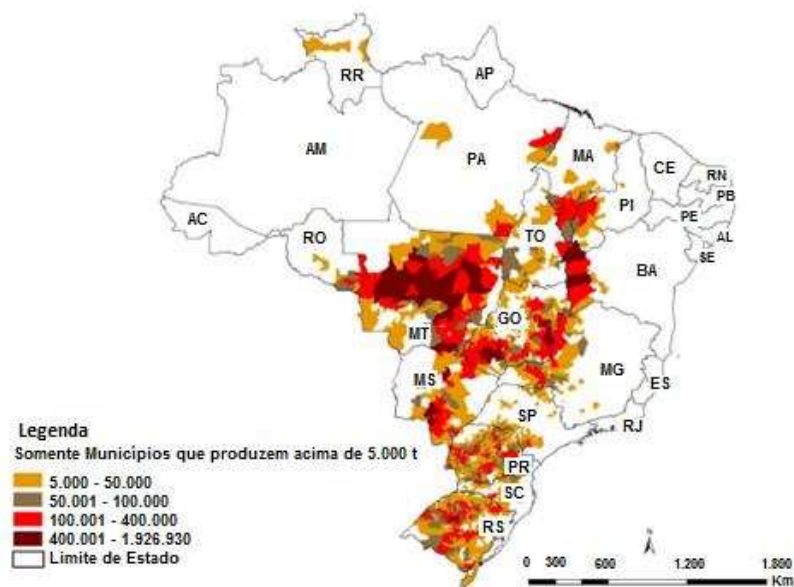 RR
AP
AM
PA
MA
CE
RN
PB
PI
PE
AL
SE
AC
RO
TO
BA
MT
GO
MG
ES
MS
SP
RJ
PR
SC
RS
Legenda
Somente Municípios que produzem acima de 5.000 t
5.000 - 50.000
50.001 - 100.000
100.001 - 400.000
400.001 - 1.926.930
Limite de Estado
N
0 300 600 1.200 1.800
Km